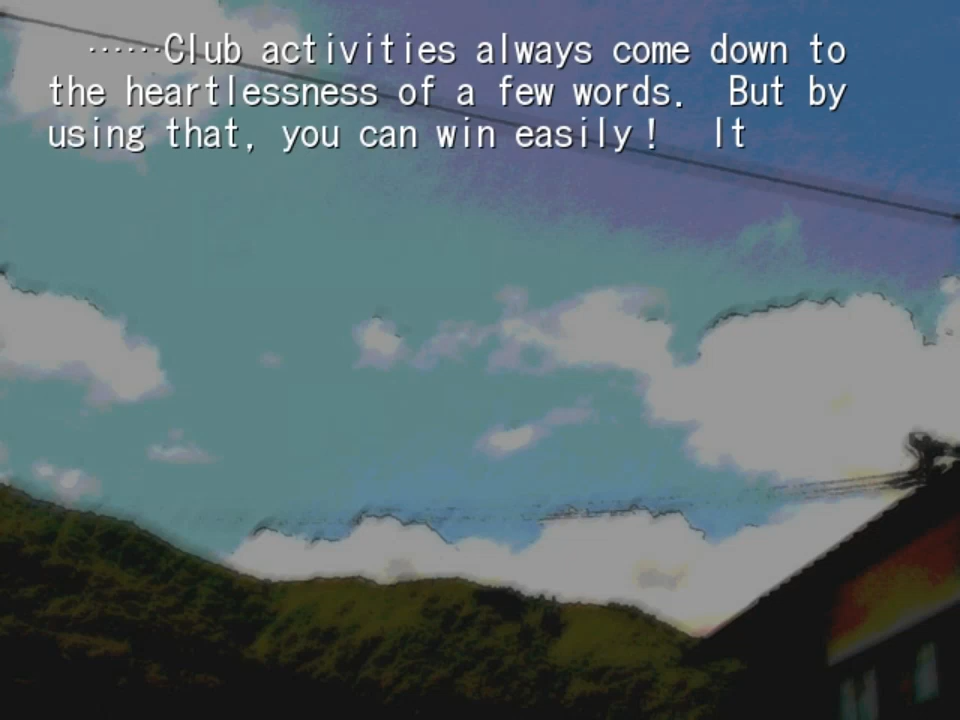 ……Club activities always come down to
the heartlessness of a few words.  But by
using that, you can win easily!  It